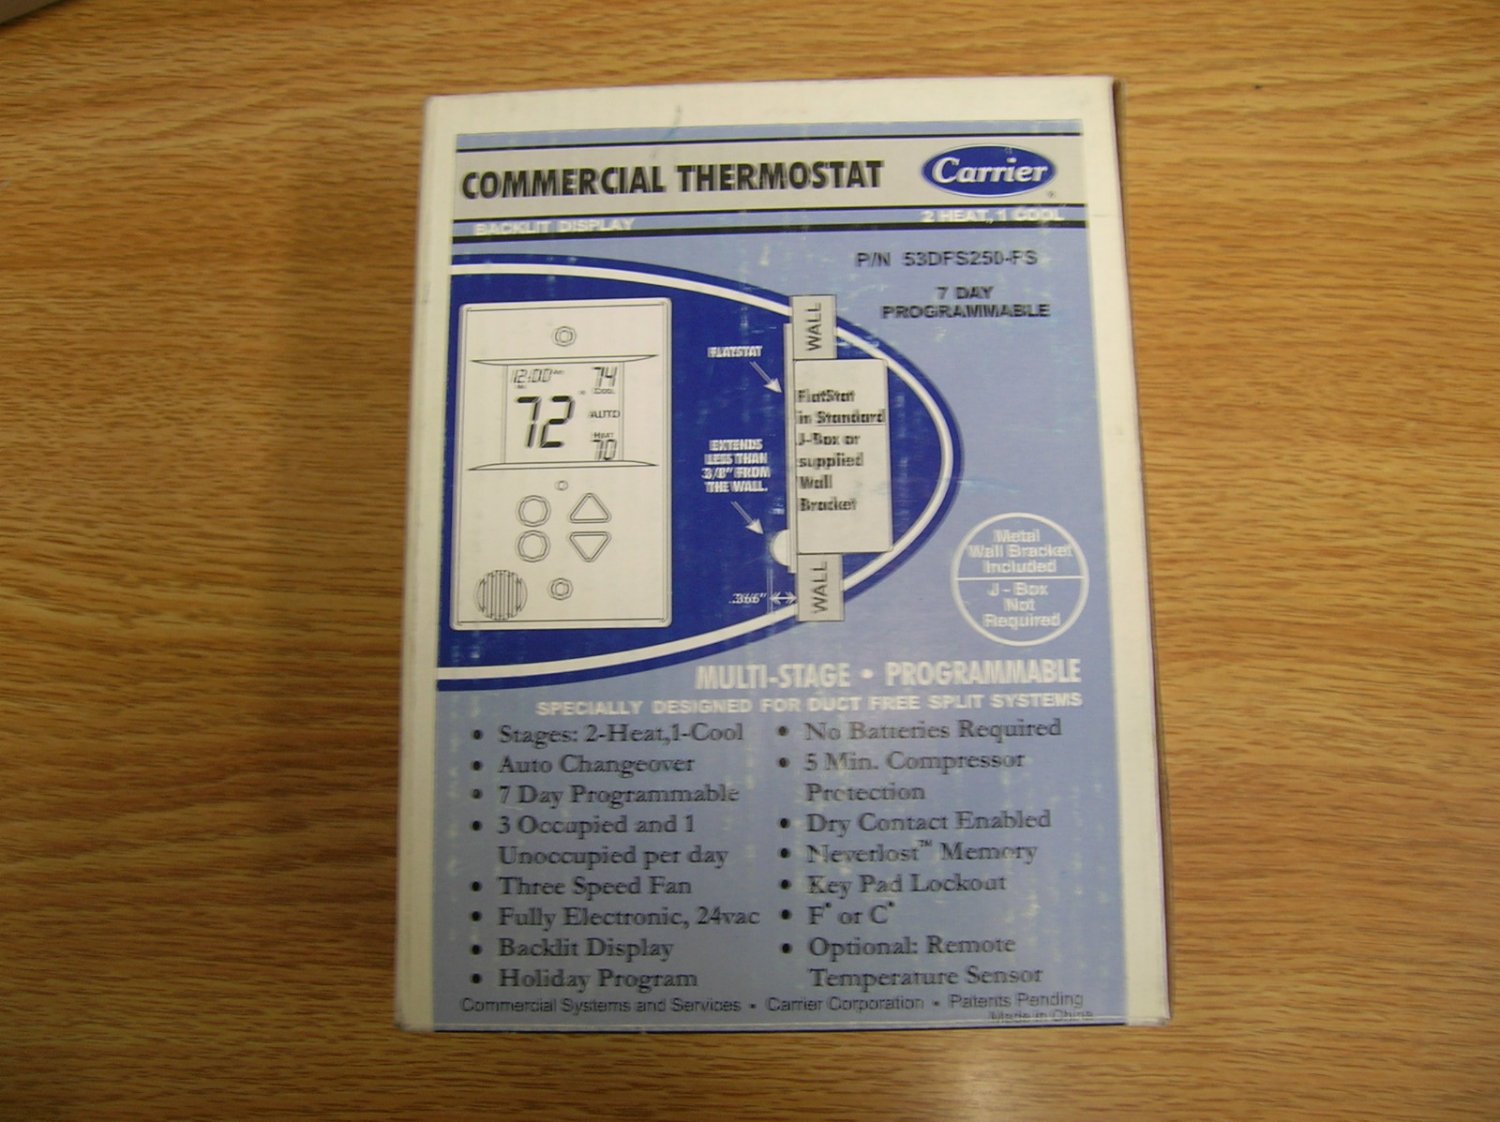 COMMERCIAL THERMOSTAT
Carrier
BACKLIT DISPLAY
2 HEAT, 1 COOL
P/N 53DFS250-FS
7 DAY
PROGRAMMABLE
WALL
FLATSTAT
12:00 AM
74
COOL
72
AUTO
HEAT
70
FlatStat
in Standard
J-Box or
supplied
Wall
Bracket
EXTENDS
LESS THAN
3/8" FROM
THE WALL.
.366"
WALL
Metal
Wall Bracket
Included
J - Box
Not
Required
MULTI-STAGE • PROGRAMMABLE
SPECIALLY DESIGNED FOR DUCT FREE SPLIT SYSTEMS
• Stages: 2-Heat,1-Cool
• Auto Changeover
• 7 Day Programmable
• 3 Occupied and 1
Unoccupied per day
• Three Speed Fan
• Fully Electronic, 24vac
• Backlit Display
• Holiday Program
• No Batteries Required
• 5 Min. Compressor
Protection
• Dry Contact Enabled
• Neverlost™ Memory
• Key Pad Lockout
• F° or C°
• Optional: Remote
Temperature Sensor
Commercial Systems and Services • Carrier Corporation • Patents Pending
Made in China